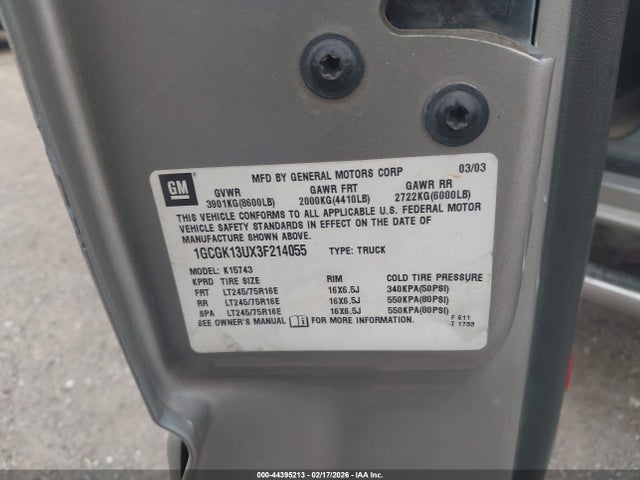 GM
MFD BY GENERAL MOTORS CORP 03/03
GVWR GAWR FRT GAWR RR
3901KG(8600LB) 2000KG(4410LB) 2722KG(6000LB)
THIS VEHICLE CONFORMS TO ALL APPLICABLE U.S. FEDERAL MOTOR
VEHICLE SAFETY STANDARDS IN EFFECT ON THE DATE OF
MANUFACTURE SHOWN ABOVE.
1GCGK13UX3F214055 TYPE: TRUCK
MODEL: K15743
KPRD TIRE SIZE RIM COLD TIRE PRESSURE
FRT LT245/75R16E 16X6.5J 340KPA(50PSI)
RR LT245/75R16E 16X6.5J 550KPA(80PSI)
SPA LT245/75R16E 16X6.5J 550KPA(80PSI)
SEE OWNER'S MANUAL FOR MORE INFORMATION.
F 611
T 1733
000-44395213 - 02/17/2026 - IAA Inc.